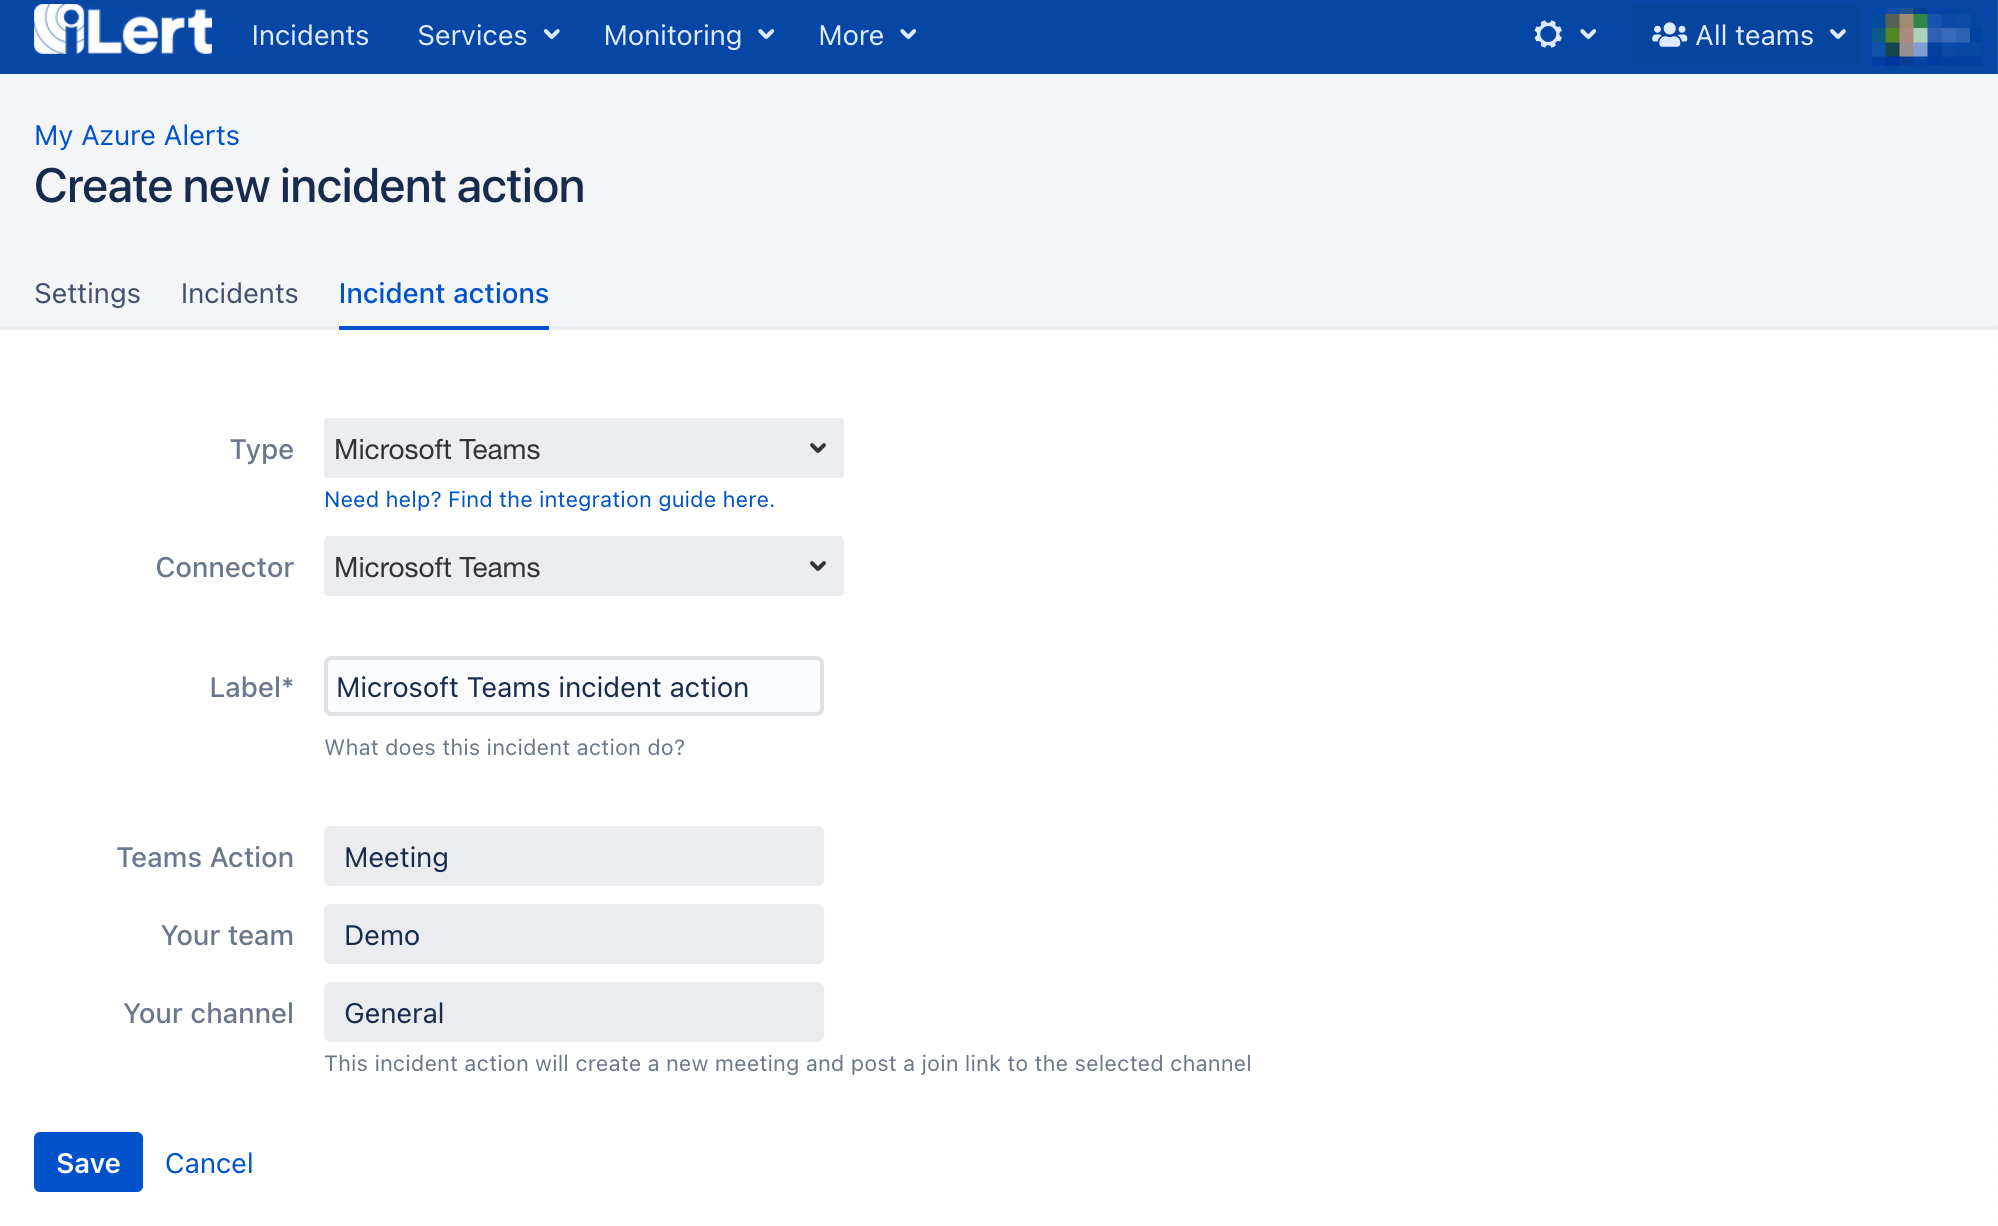 iLert Incidents Services Monitoring More All teams
My Azure Alerts
Create new incident action
Settings Incidents Incident actions
Type Microsoft Teams
Need help? Find the integration guide here.
Connector Microsoft Teams
Label* Microsoft Teams incident action
What does this incident action do?
Teams Action Meeting
Your team Demo
Your channel General
This incident action will create a new meeting and post a join link to the selected channel
Save Cancel